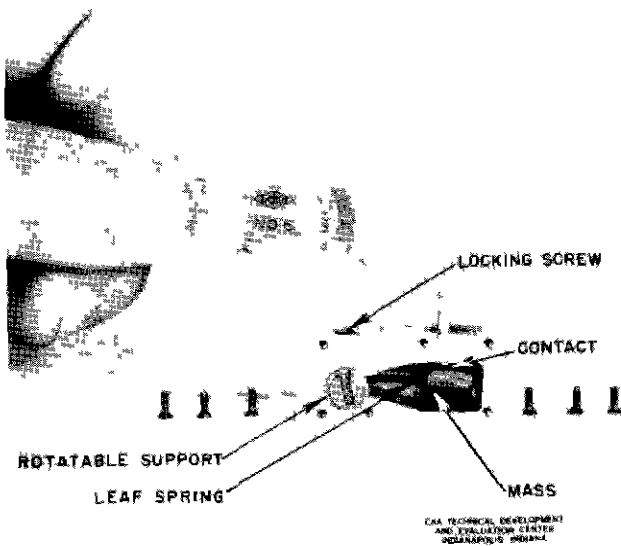 LOCKING SCREW
CONTACT
ROTATABLE SUPPORT
LEAF SPRING
MASS
CAA TECHNICAL DEVELOPMENT
AND EVALUATION CENTER
INDIANAPOLIS INDIANA